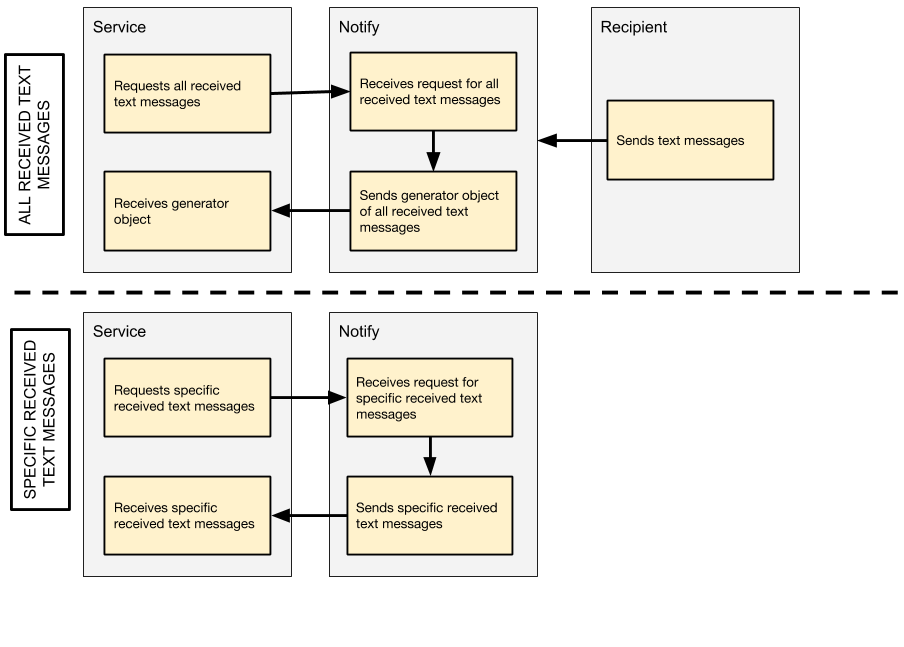 ALL RECEIVED TEXT
MESSAGES
Service
Requests all received
text messages
Receives generator
object
Notify
Receives request for all
received text messages
Sends generator object
of all received text
messages
Recipient
Sends text messages
SPECIFIC RECEIVED
TEXT MESSAGES
Service
Requests specific
received text messages
Receives specific
received text messages
Notify
Receives request for
specific received text
messages
Sends specific received
text messages